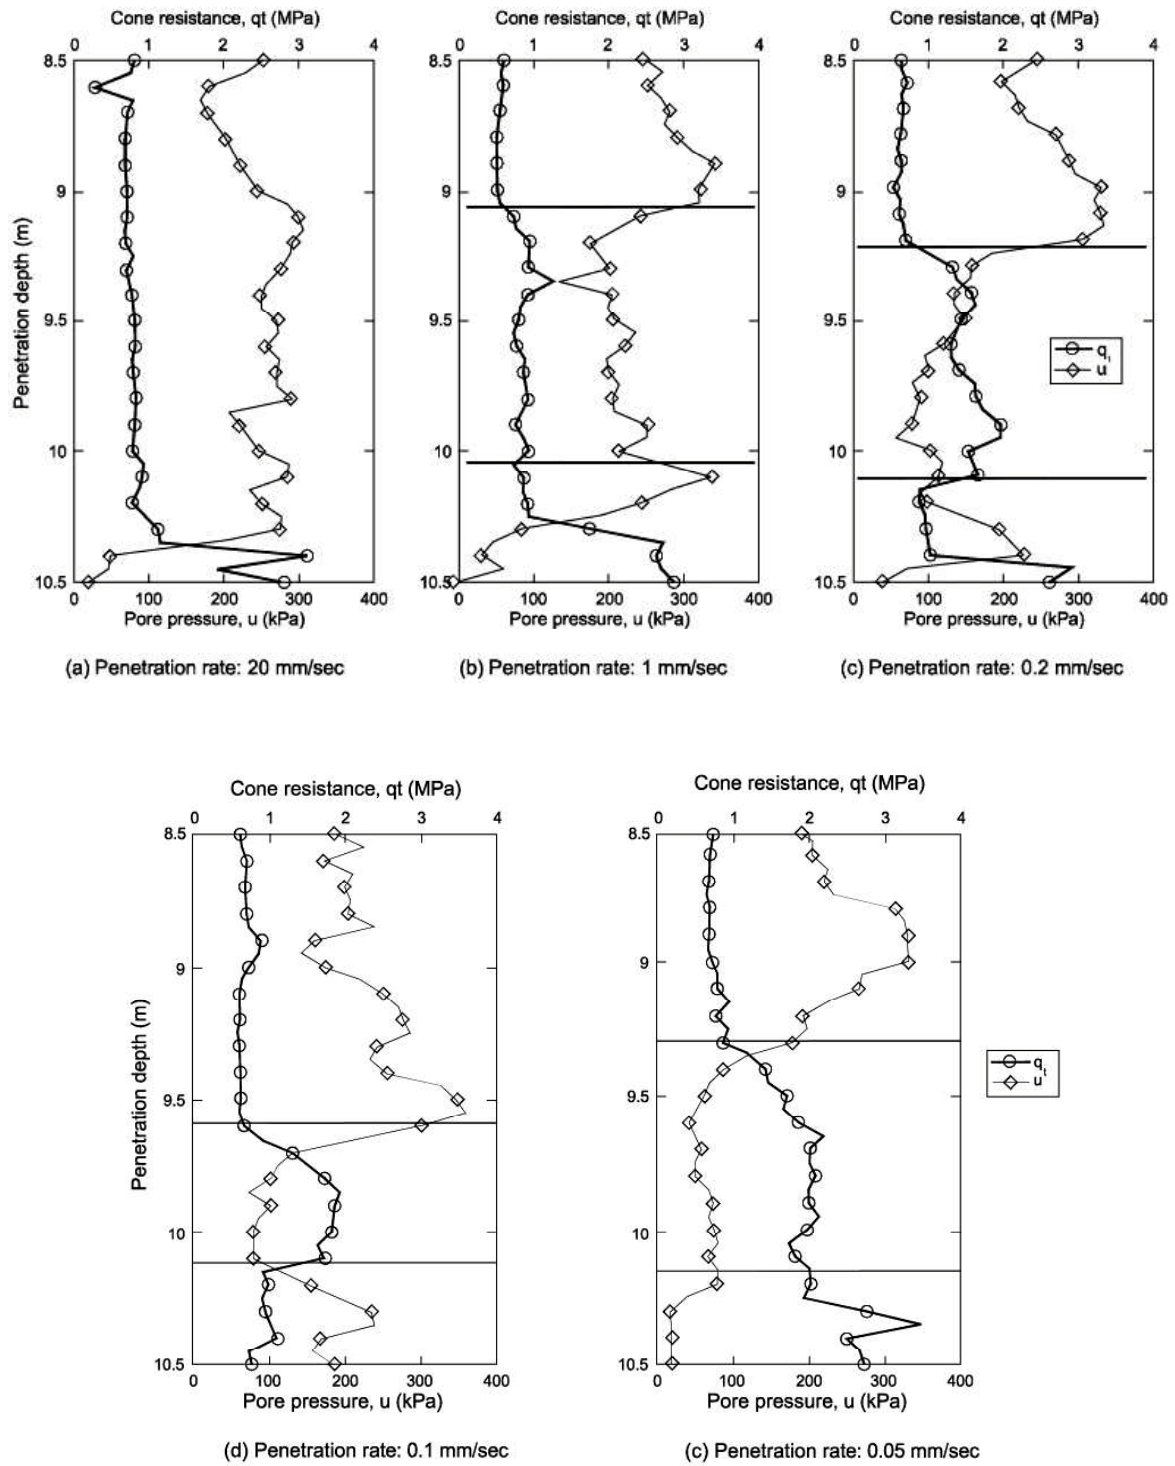 Cone resistance, qt (MPa) Cone resistance, qt (MPa) Cone resistance, qt (MPa)
0 1 2 3 4 0 1 2 3 4 0 1 2 3 4
8.5 8.5 8.5
9 9 9
Penetration depth (m)
9.5 9.5 9.5
qt
u
10 10 10
10.5 10.5 10.5
0 100 200 300 400 0 100 200 300 400 0 100 200 300 400
Pore pressure, u (kPa) Pore pressure, u (kPa) Pore pressure, u (kPa)
(a) Penetration rate: 20 mm/sec (b) Penetration rate: 1 mm/sec (c) Penetration rate: 0.2 mm/sec
Cone resistance, qt (MPa) Cone resistance, qt (MPa)
0 1 2 3 4 0 1 2 3 4
8.5 8.5
9 9
Penetration depth (m)
9.5 9.5
qt
u
10 10
10.5 10.5
0 100 200 300 400 0 100 200 300 400
Pore pressure, u (kPa) Pore pressure, u (kPa)
(d) Penetration rate: 0.1 mm/sec (c) Penetration rate: 0.05 mm/sec